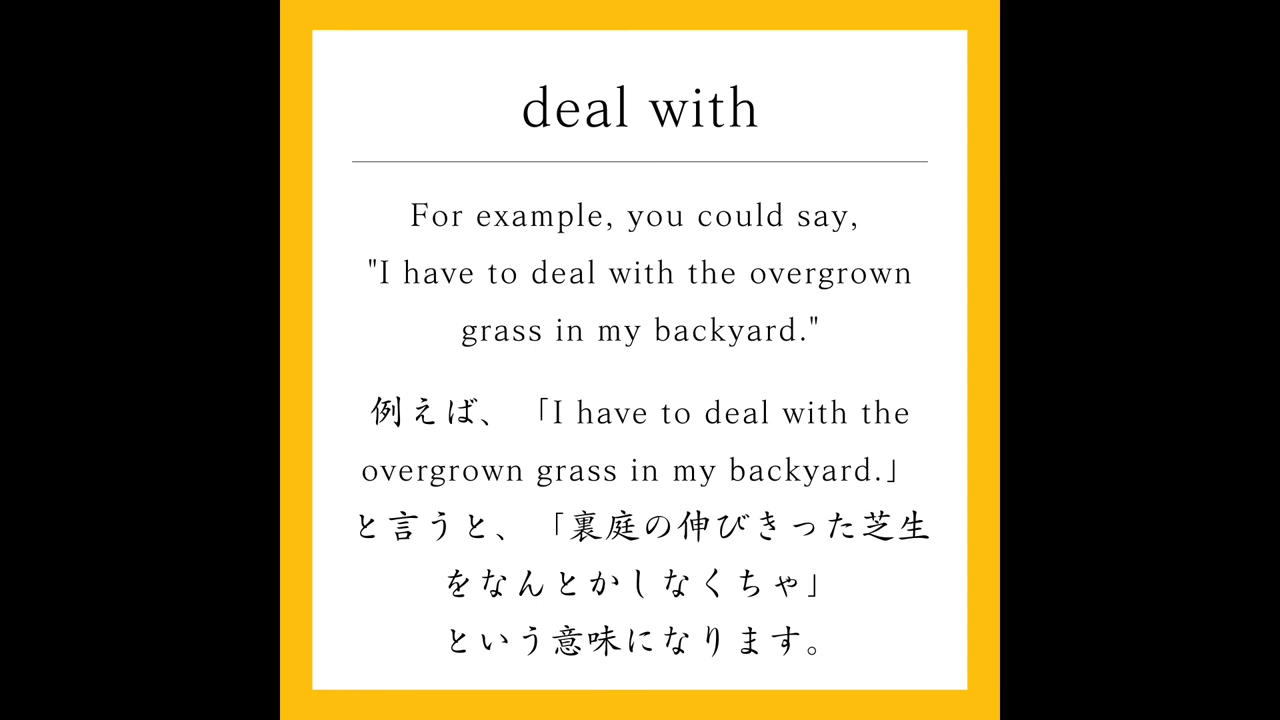 deal with
For example, you could say,
"I have to deal with the overgrown
grass in my backyard."
例えば、「I have to deal with the
overgrown grass in my backyard.」
と言うと、「裏庭の伸びきった芝生
をなんとかしなくちゃ」
という意味になります。